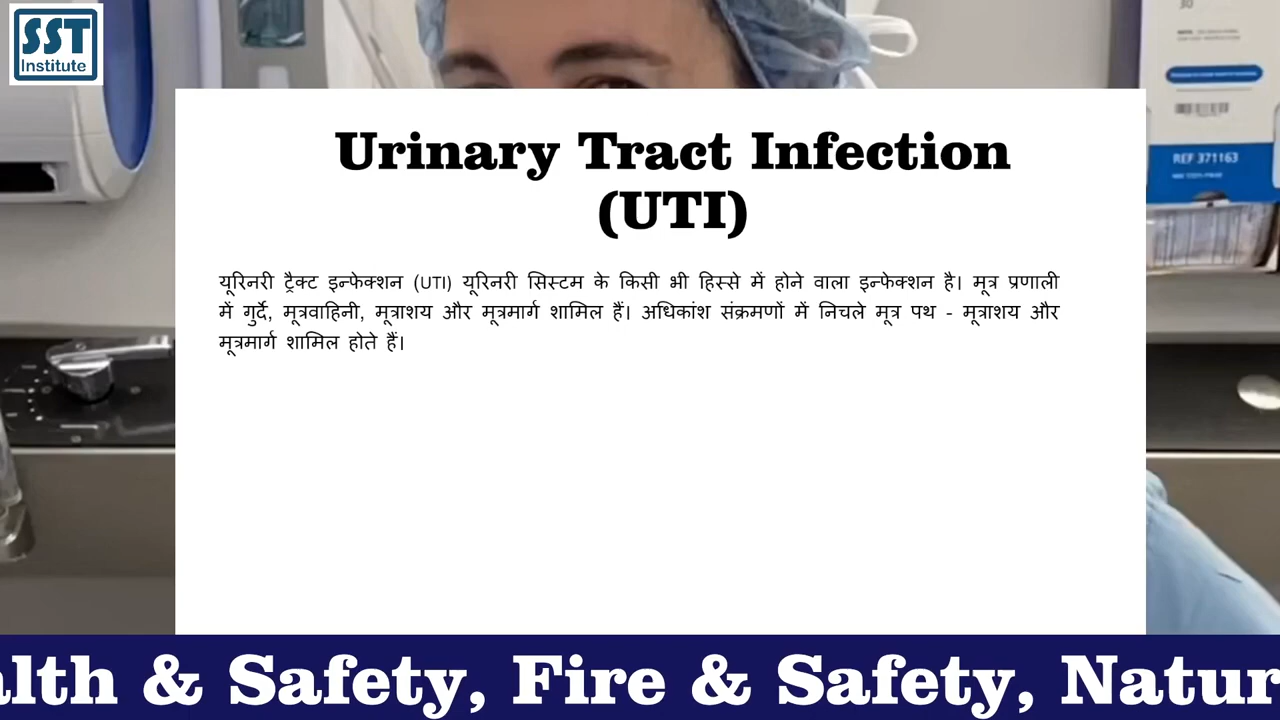 SST
Institute
30
REF 371163
Urinary Tract Infection
(UTI)
यूरिनरी ट्रैक्ट इन्फेक्शन (UTI) यूरिनरी सिस्टम के किसी भी हिस्से में होने वाला इन्फेक्शन है। मूत्र प्रणाली
में गुर्दे, मूत्रवाहिनी, मूत्राशय और मूत्रमार्ग शामिल हैं। अधिकांश संक्रमणों में निचले मूत्र पथ - मूत्राशय और
मूत्रमार्ग शामिल होते हैं।
alth & Safety, Fire & Safety, Natur